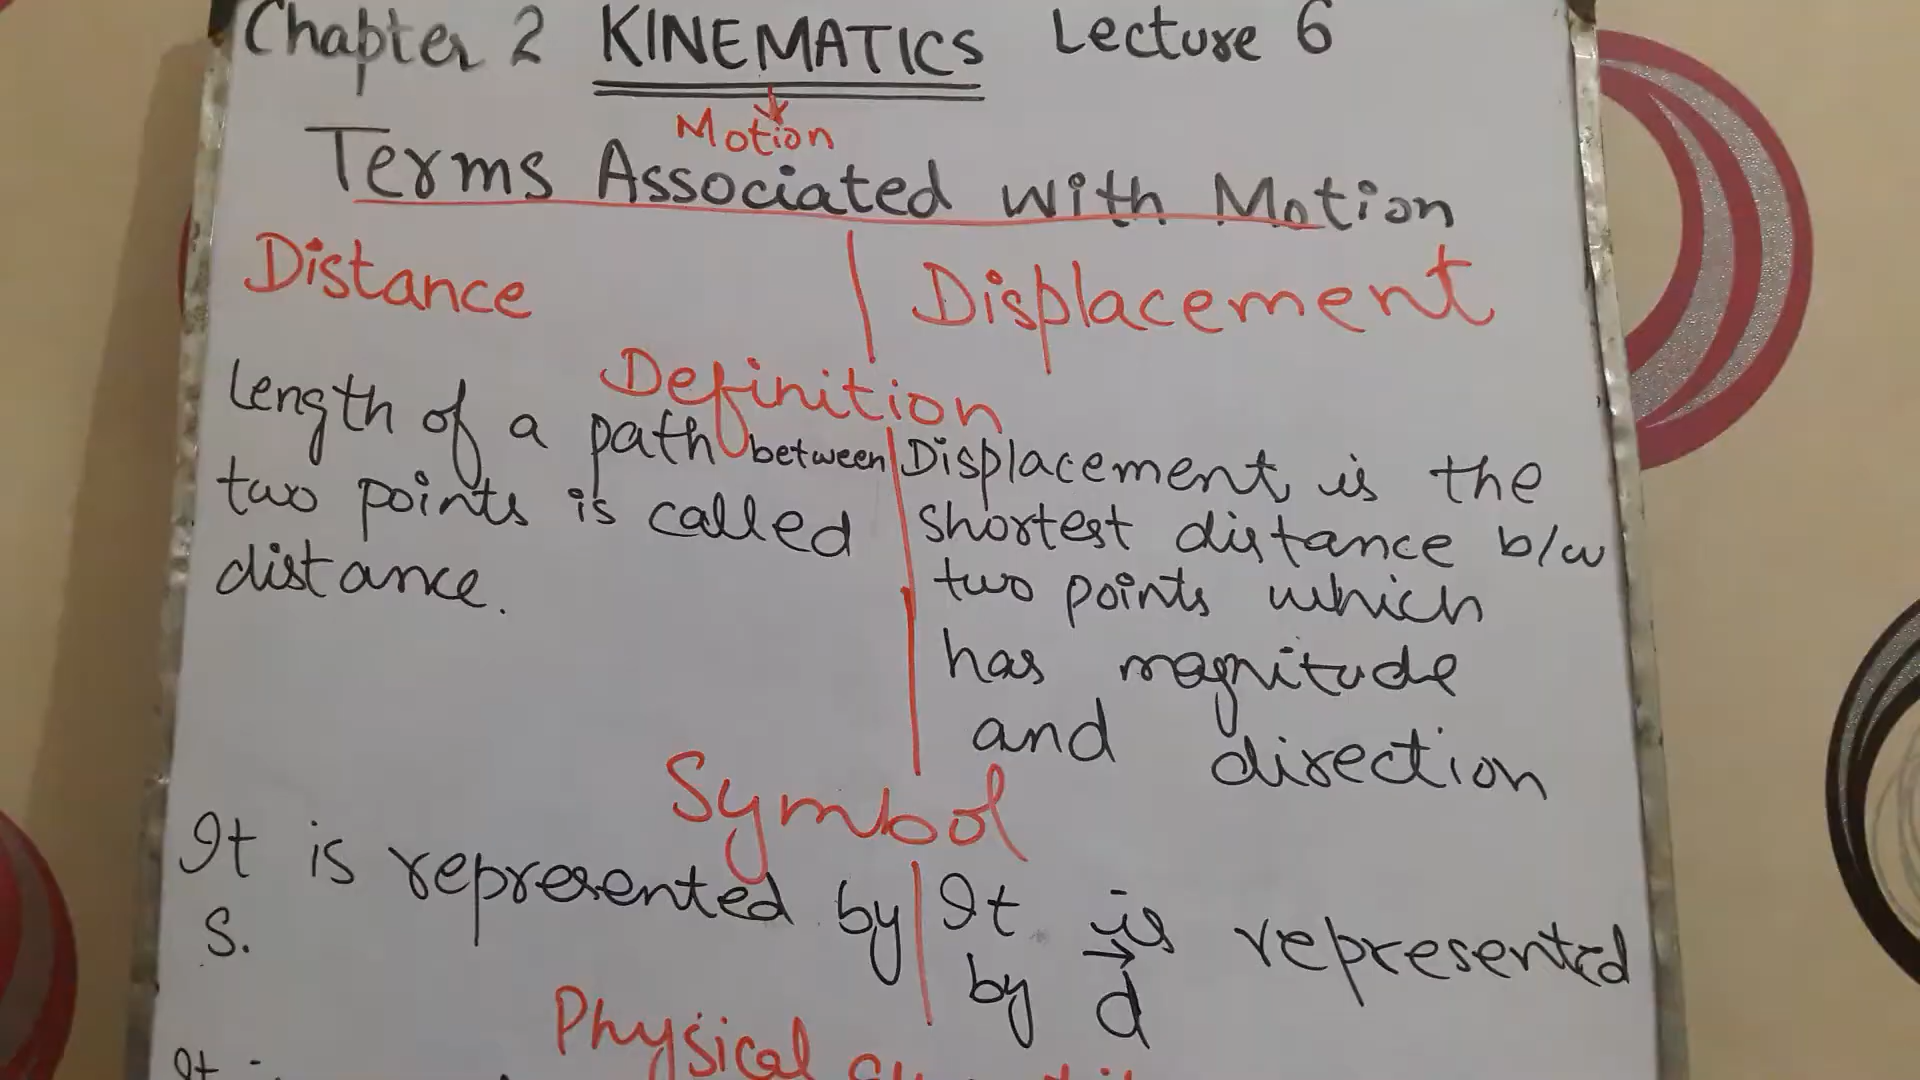 Chapter 2 KINEMATICS Lecture 6
Motion
Terms Associated with Motion
Distance
Displacement
Definition
Length of a path between
two points is called
distance.
Displacement is the
shortest distance b/w
two points which
has magnitude
and direction
Symbol
It is represented by
S.
It is represented
by d⃗
Physical
It